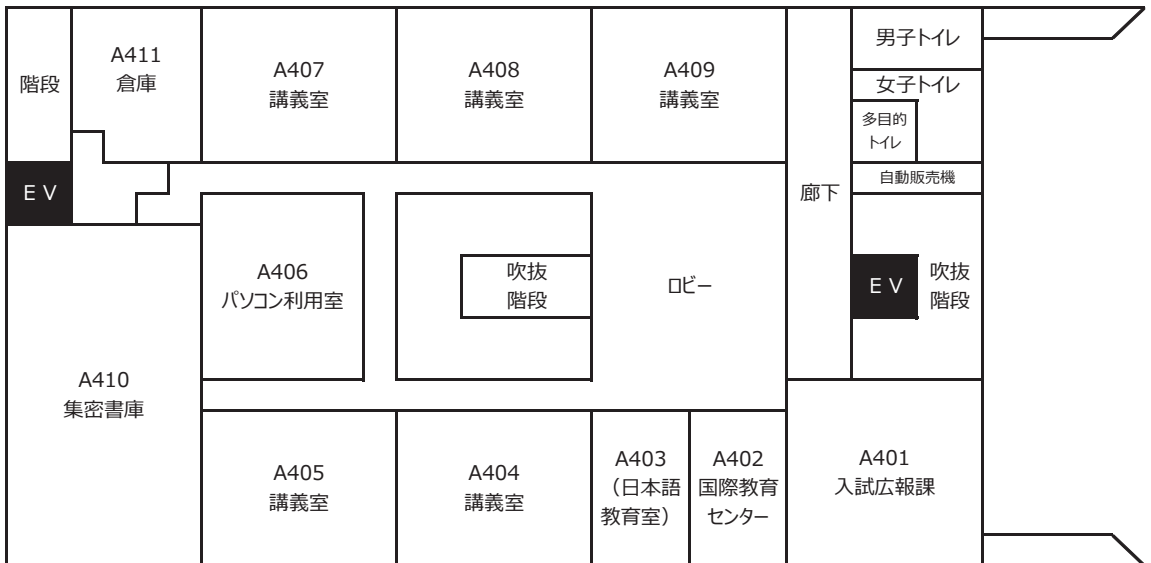 階段
A411
倉庫
A407
講義室
A408
講義室
A409
講義室
男子トイレ
女子トイレ
多目的
トイレ
自動販売機
廊下
ＥＶ
A406
パソコン利用室
吹抜
階段
ロビー
ＥＶ
吹抜
階段
A410
集密書庫
A405
講義室
A404
講義室
A403
（日本語
教育室）
A402
国際教育
センター
A401
入試広報課